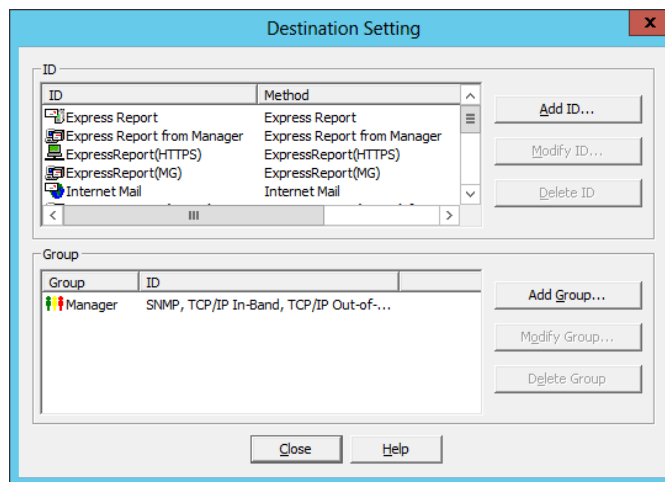 Destination Setting
x
ID
ID Method
Express Report Express Report
Express Report from Manager Express Report from Manager
ExpressReport(HTTPS) ExpressReport(HTTPS)
ExpressReport(MG) ExpressReport(MG)
Internet Mail Internet Mail
Add ID...
Modify ID...
Delete ID
Group
Group ID
Manager SNMP, TCP/IP In-Band, TCP/IP Out-of-...
Add Group...
Modify Group...
Delete Group
Close Help